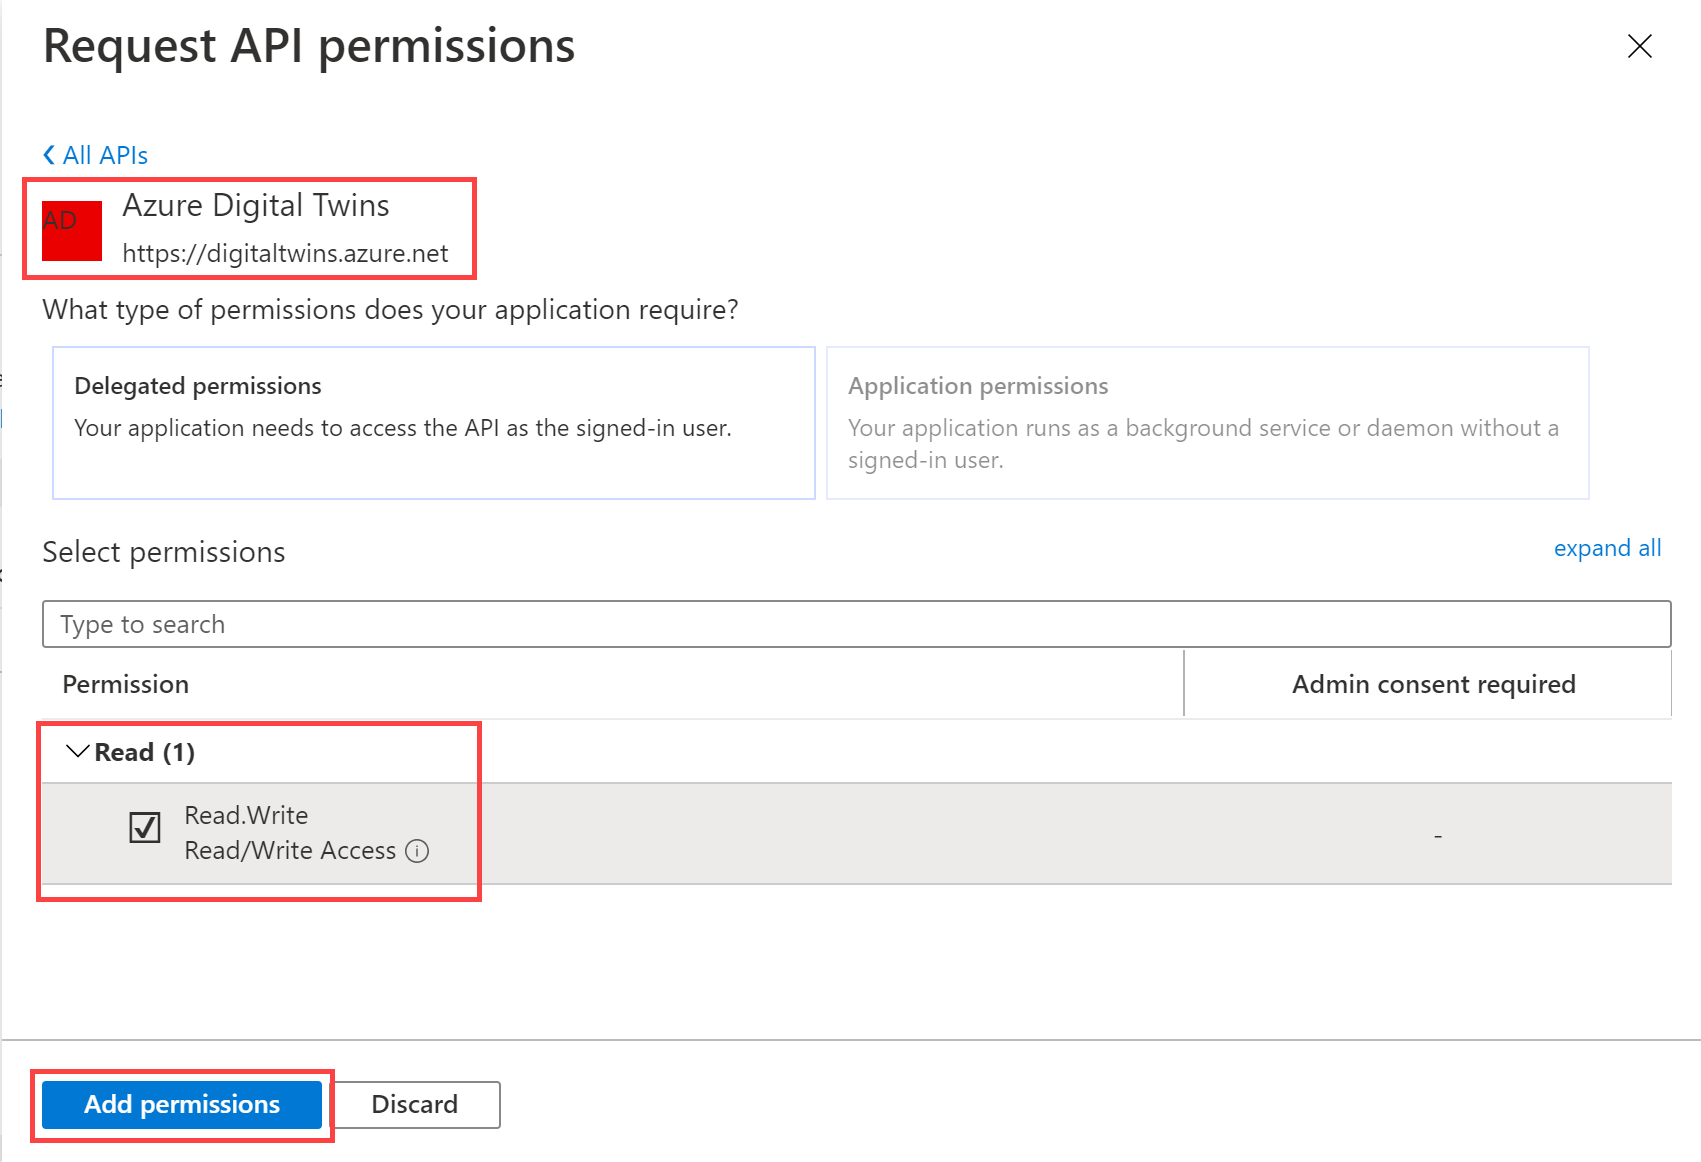 Request API permissions
All APIs
AD
Azure Digital Twins
https://digitaltwins.azure.net
What type of permissions does your application require?
Delegated permissions
Your application needs to access the API as the signed-in user.
Application permissions
Your application runs as a background service or daemon without a
signed-in user.
Select permissions
expand all
Type to search
Permission
Admin consent required
Read (1)
Read.Write
Read/Write Access
-
Add permissions
Discard